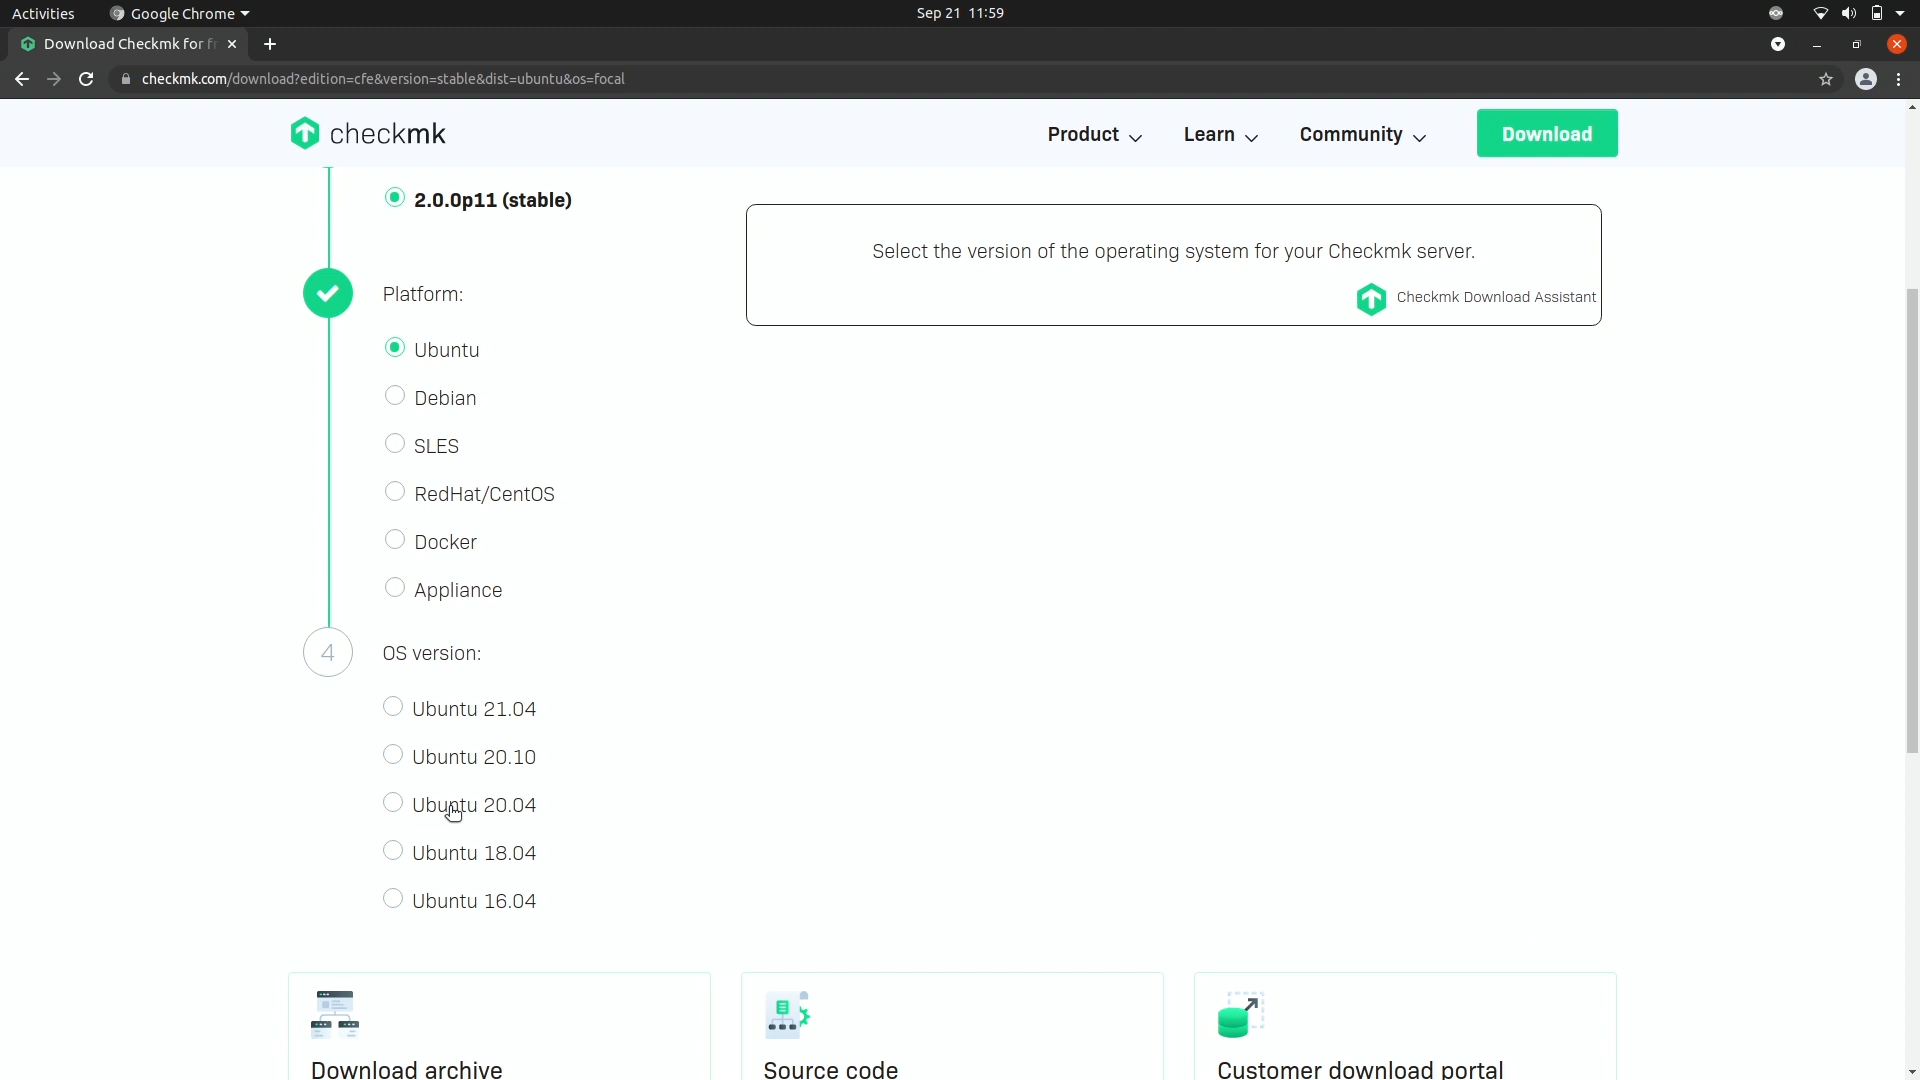 Activities
Google Chrome
Sep 21 11:59
Download Checkmk for fr
checkmk.com/download?edition=cfe&version=stable&dist=ubuntu&os=focal
checkmk
Product
Learn
Community
Download
2.0.0p11 (stable)
Select the version of the operating system for your Checkmk server.
Checkmk Download Assistant
Platform:
Ubuntu
Debian
SLES
RedHat/CentOS
Docker
Appliance
4
OS version:
Ubuntu 21.04
Ubuntu 20.10
Ubuntu 20.04
Ubuntu 18.04
Ubuntu 16.04
Download archive
Source code
Customer download portal